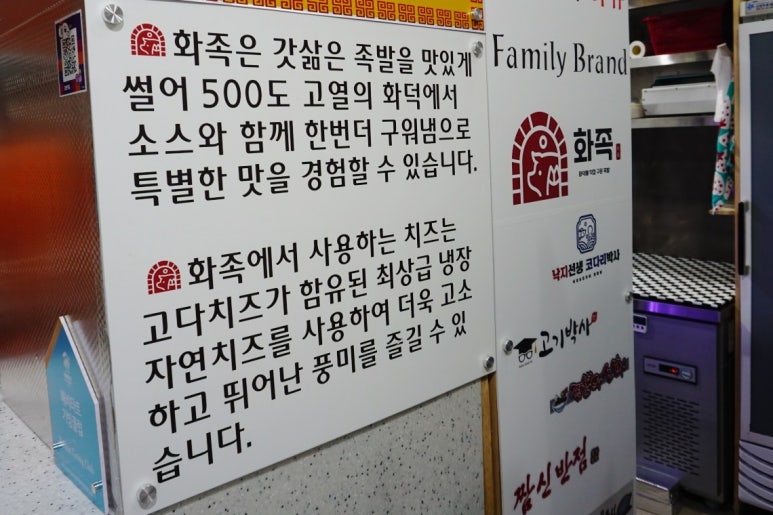 화족은 갓삶은 족발을 맛있게
썰어 500도 고열의 화덕에서
소스와 함께 한번더 구워냄으로
특별한 맛을 경험할 수 있습니다.
화족에서 사용하는 치즈는
고다치즈가 함유된 최상급 냉장
자연치즈를 사용하여 더욱 고소
하고 뛰어난 풍미를 즐길 수 있
습니다.
Family Brand
화족
낙지선생 코다리박사
고기박사
짬신반점